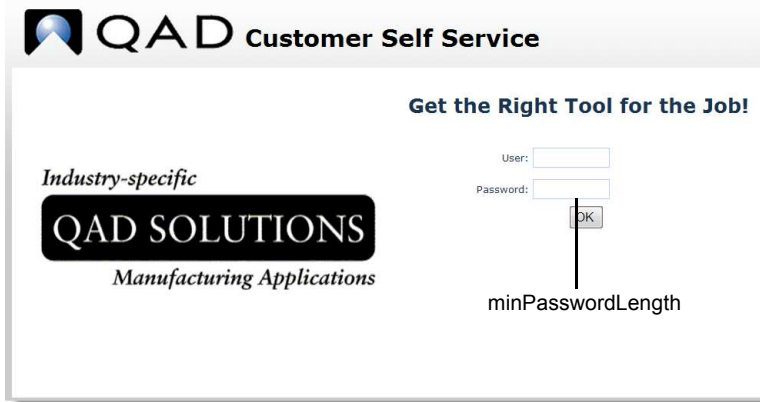 QAD Customer Self Service
Get the Right Tool for the Job!
User:
Industry-specific
Password:
QAD SOLUTIONS
OK
Manufacturing Applications
minPasswordLength